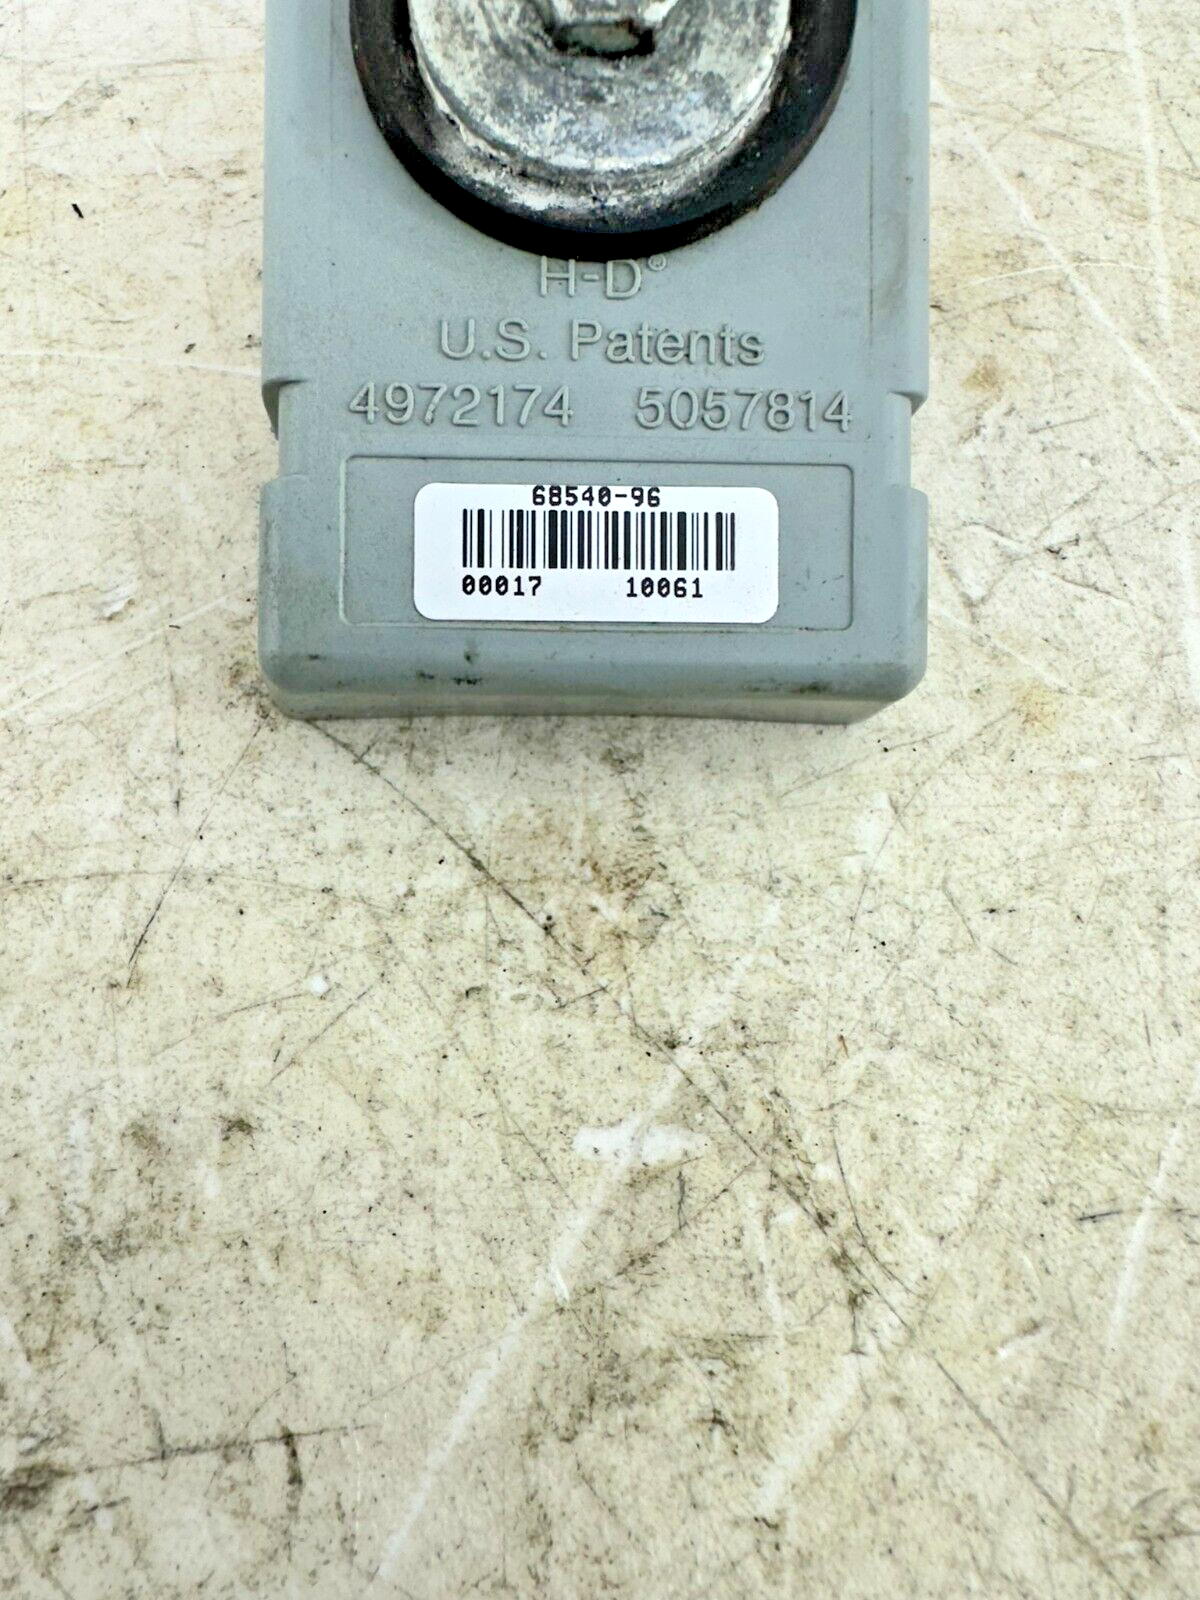 H-D®
U.S. Patents
4972174 5057814
68540-96
00017 10061